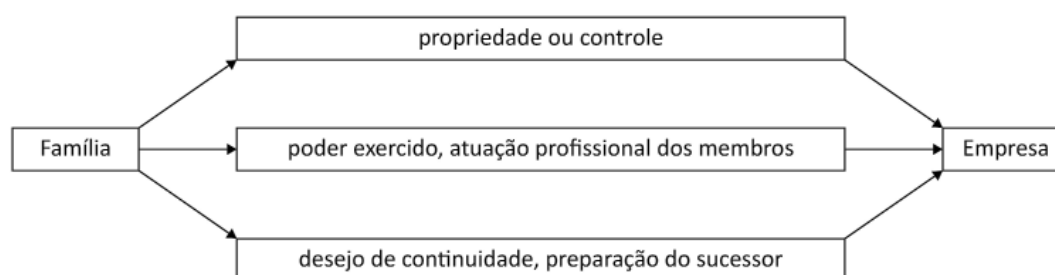 propriedade ou controle
Família
poder exercido, atuação profissional dos membros
Empresa
desejo de continuidade, preparação do sucessor